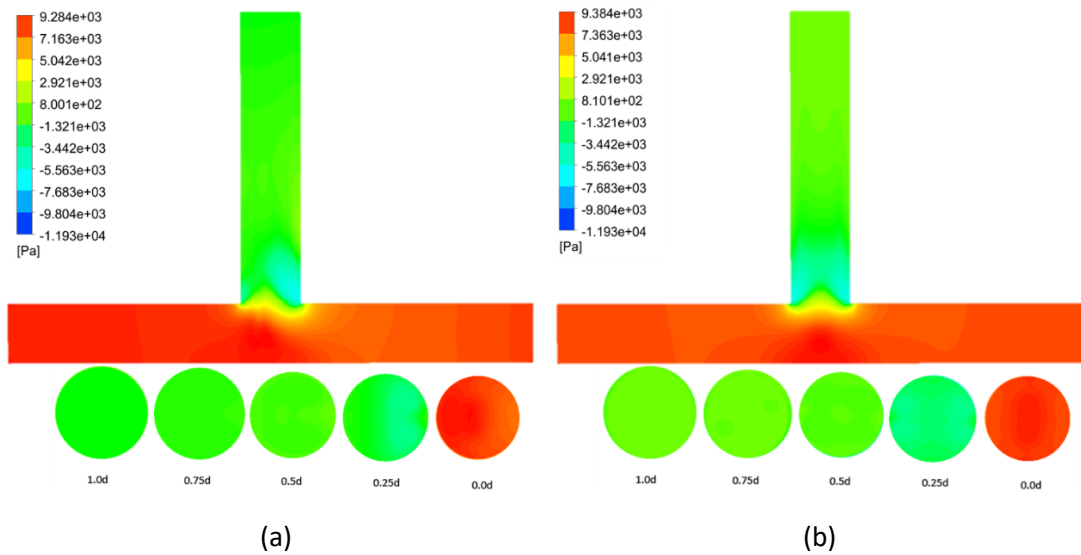 9.284e+03
7.163e+03
5.042e+03
2.921e+03
8.001e+02
-1.321e+03
-3.442e+03
-5.563e+03
-7.683e+03
-9.804e+03
-1.193e+04
[Pa]
1.0d 0.75d 0.5d 0.25d 0.0d
(a)
9.384e+03
7.363e+03
5.041e+03
2.921e+03
8.101e+02
-1.321e+03
-3.442e+03
-5.563e+03
-7.683e+03
-9.804e+03
-1.193e+04
[Pa]
1.0d 0.75d 0.5d 0.25d 0.0d
(b)